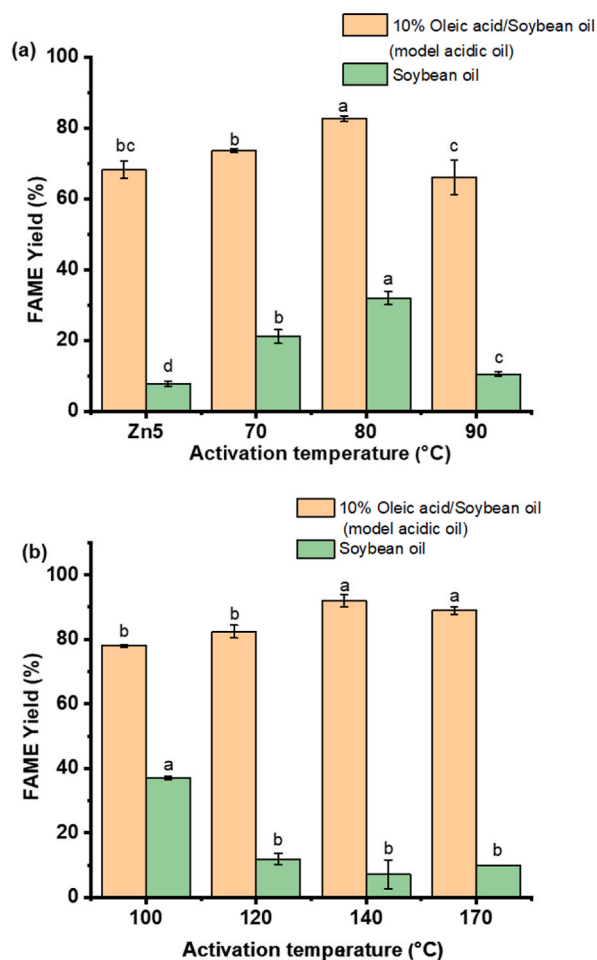 (a)
10% Oleic acid/Soybean oil
(model acidic oil)
Soybean oil
FAME Yield (%)
100
80
60
40
20
0
bc
b
a
c
d
b
a
c
Zn5 70 80 90
Activation temperature (°C)
(b)
10% Oleic acid/Soybean oil
(model acidic oil)
Soybean oil
FAME Yield (%)
100
80
60
40
20
0
b
b
a
a
a
b
b
b
100 120 140 170
Activation temperature (°C)